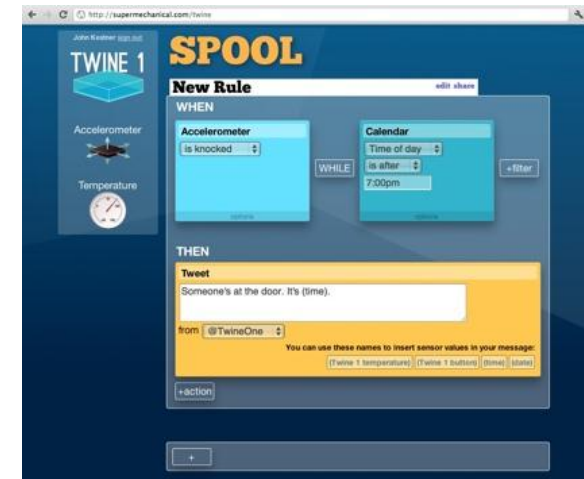 http://supermechanical.com/twine
John Kestner sign out
TWINE 1
Accelerometer
Temperature
SPOOL
New Rule
edit share
WHEN
Accelerometer
is knocked
options
WHILE
Calendar
Time of day
is after
7:00pm
options
+filter
THEN
Tweet
Someone's at the door. It's (time).
from @TwineOne
You can use these names to insert sensor values in your message:
(Twine 1 temperature) (Twine 1 button) (time) (date)
+action
+